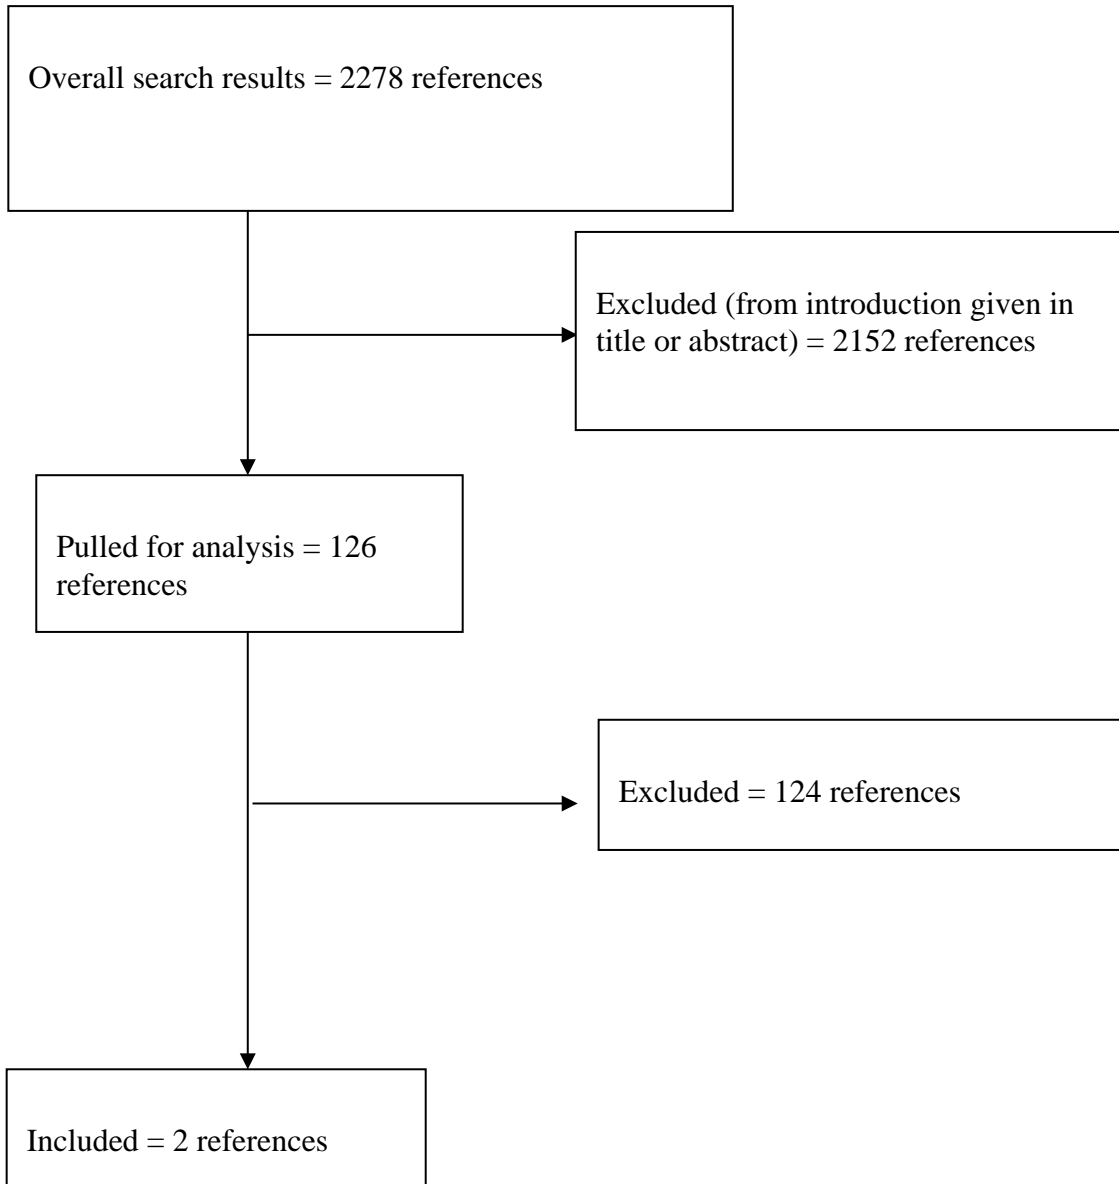 Overall search results = 2278 references
Excluded (from introduction given in
title or abstract) = 2152 references
Pulled for analysis = 126
references
Excluded = 124 references
Included = 2 references